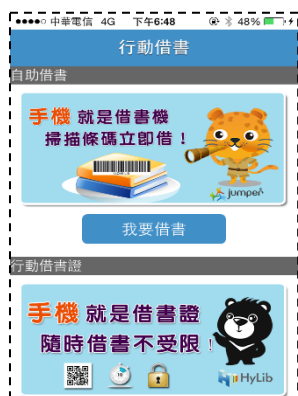 中華電信 4G 下午6:48 48%
行動借書
自助借書
手機 就是借書機
掃描條碼立即借！
jumper
我要借書
行動借書證
手機 就是借書證
隨時借書不受限！
HyLib